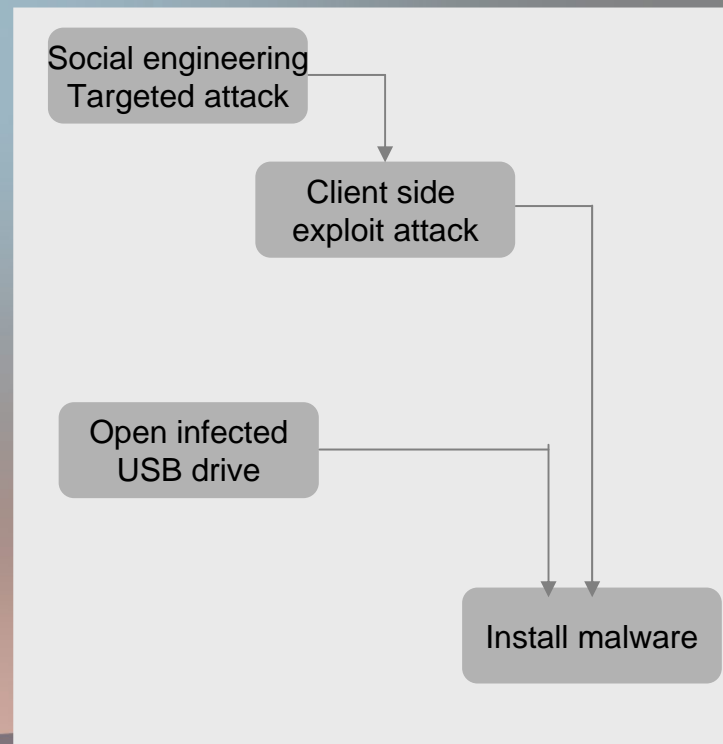 Social engineering
Targeted attack
Client side
exploit attack
Open infected
USB drive
Install malware